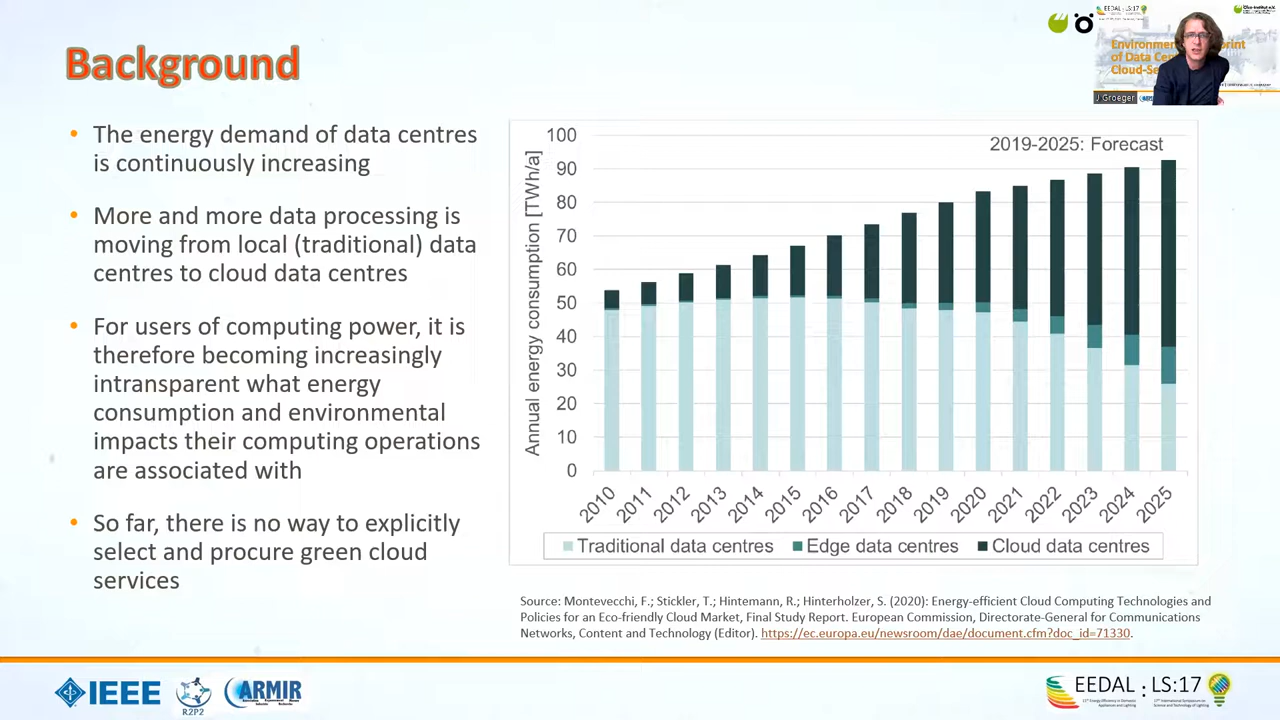 Background
• The energy demand of data centres
is continuously increasing
• More and more data processing is
moving from local (traditional) data
centres to cloud data centres
• For users of computing power, it is
therefore becoming increasingly
intransparent what energy
consumption and environmental
impacts their computing operations
are associated with
• So far, there is no way to explicitly
select and procure green cloud
services
2019-2025: Forecast
Annual energy consumption [TWh/a]
100
90
80
70
60
50
40
30
20
10
0
2010 2011 2012 2013 2014 2015 2016 2017 2018 2019 2020 2021 2022 2023 2024 2025
Traditional data centres Edge data centres Cloud data centres
Source: Montevecchi, F.; Stickler, T.; Hintemann, R.; Hinterholzer, S. (2020): Energy-efficient Cloud Computing Technologies and
Policies for an Eco-friendly Cloud Market, Final Study Report. European Commission, Directorate-General for Communications
Networks, Content and Technology (Editor). https://ec.europa.eu/newsroom/dae/document.cfm?doc_id=71330.
EEDAL LS:17
of Data
J Groeger
IEEE
R2P2
ARMIR
EEDAL : LS:17